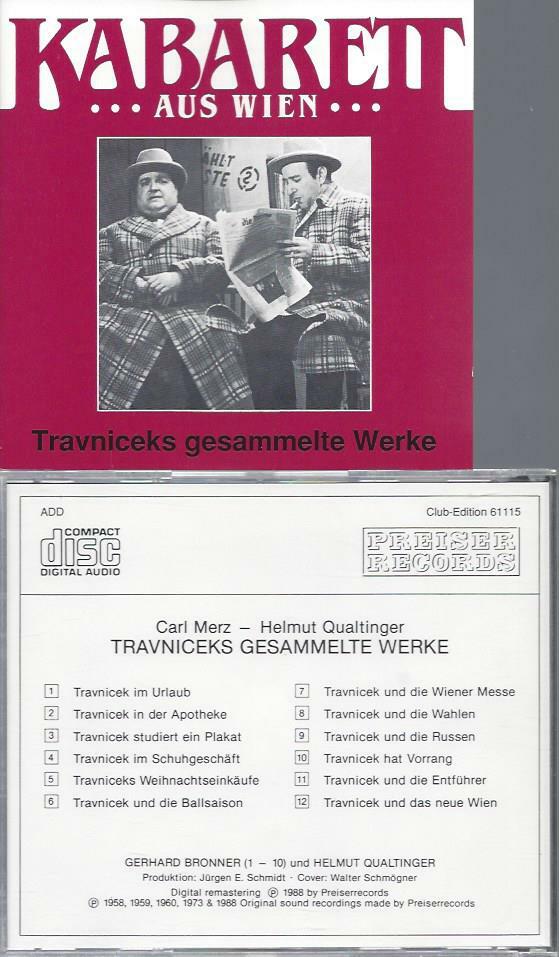 KABARETT
... AUS WIEN ...
ÄHLT
STE 2
die
Travniceks gesammelte Werke
ADD
Club-Edition 61115
COMPACT
disc
DIGITAL AUDIO
PREISER
RECORDS
Carl Merz – Helmut Qualtinger
TRAVNICEKS GESAMMELTE WERKE
1 Travnicek im Urlaub
2 Travnicek in der Apotheke
3 Travnicek studiert ein Plakat
4 Travnicek im Schuhgeschäft
5 Travniceks Weihnachtseinkäufe
6 Travnicek und die Ballsaison
7 Travnicek und die Wiener Messe
8 Travnicek und die Wahlen
9 Travnicek und die Russen
10 Travnicek hat Vorrang
11 Travnicek und die Entführer
12 Travnicek und das neue Wien
GERHARD BRONNER (1 – 10) und HELMUT QUALTINGER
Produktion: Jürgen E. Schmidt · Cover: Walter Schmögner
Digital remastering ℗ 1988 by Preiserrecords
℗ 1958, 1959, 1960, 1973 & 1988 Original sound recordings made by Preiserrecords